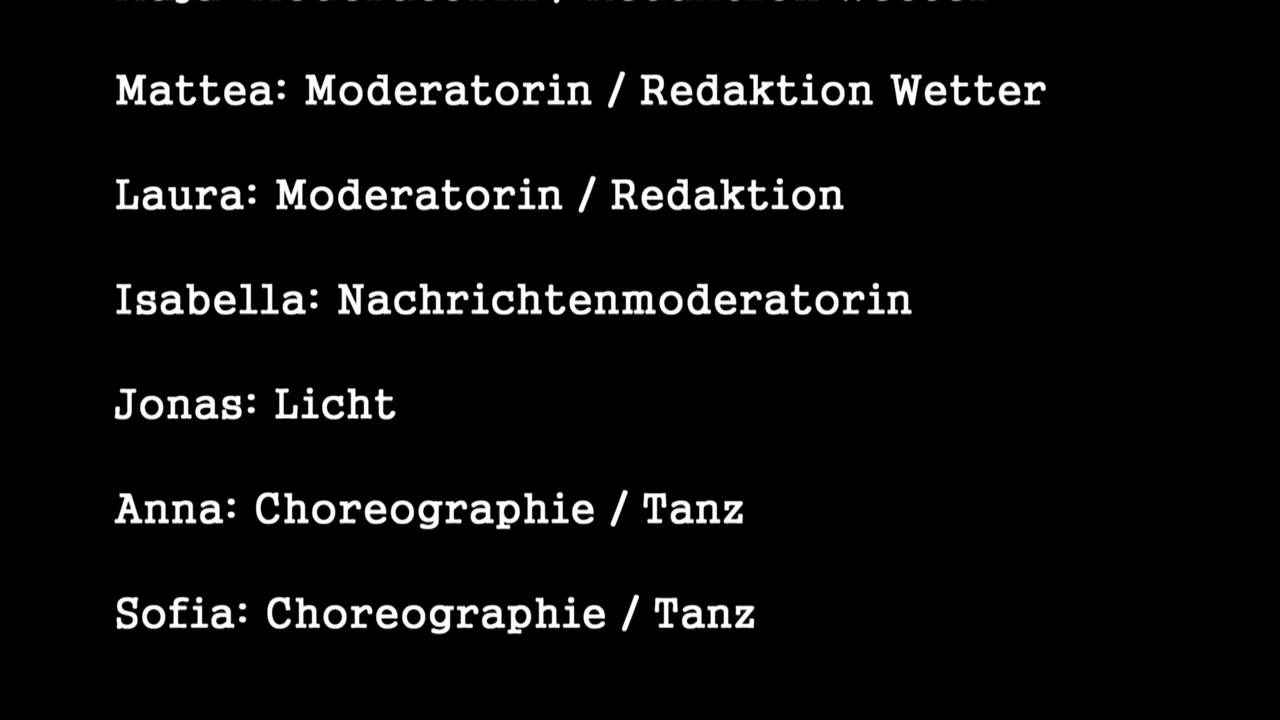 Mattea: Moderatorin / Redaktion Wetter
Laura: Moderatorin / Redaktion
Isabella: Nachrichtenmoderatorin
Jonas: Licht
Anna: Choreographie / Tanz
Sofia: Choreographie / Tanz